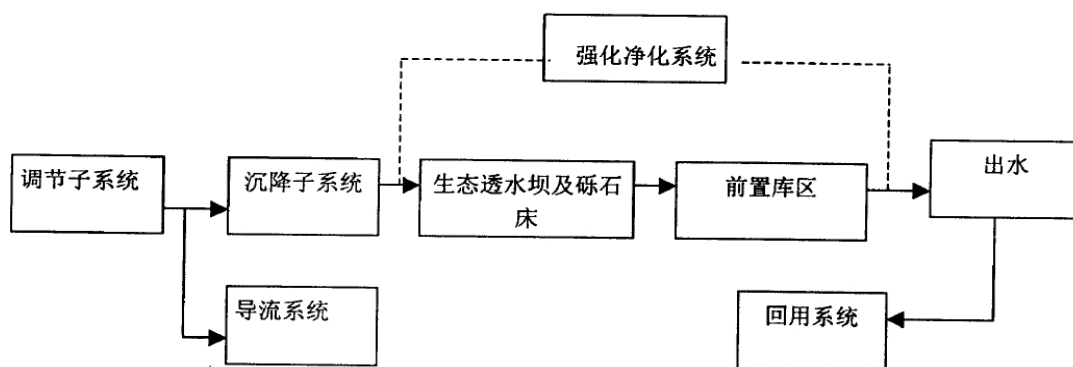 强化净化系统
调节子系统
沉降子系统
生态透水坝及砾石
床
前置库区
出水
导流系统
回用系统